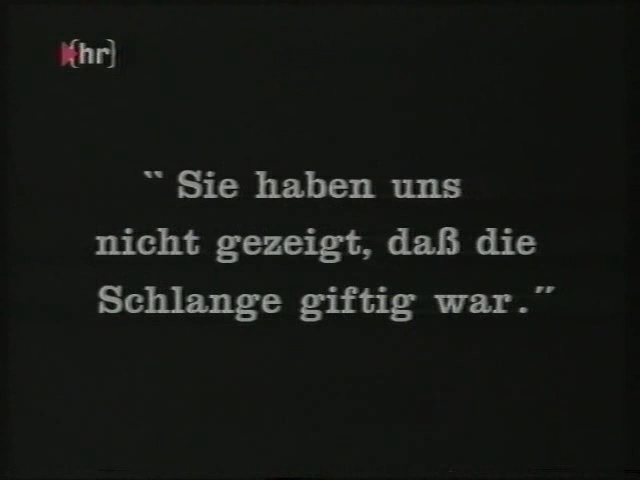 hr
‟ Sie haben uns
nicht gezeigt, daß die
Schlange giftig war.”